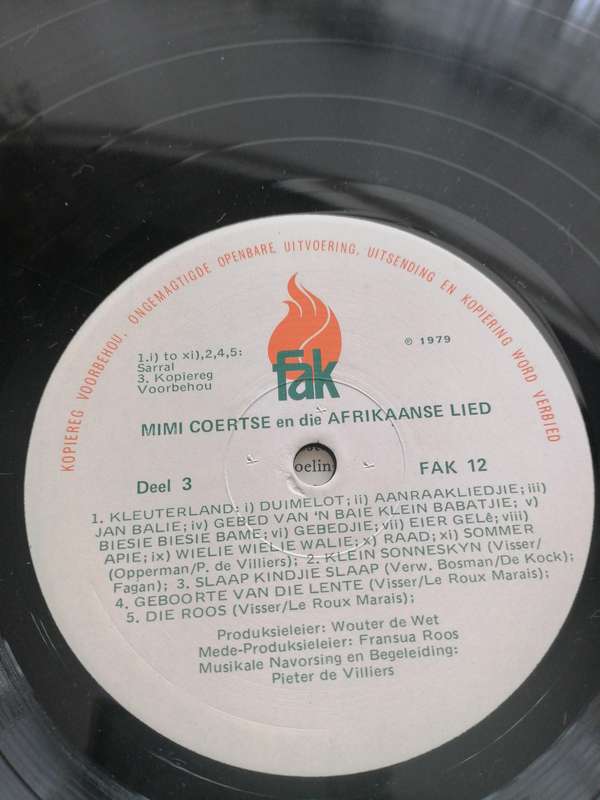 KOPIEREG VOORBEHOU. ONGEMAGTIGDE OPENBARE UITVOERING, UITSENDING EN KOPIERING WORD VERBIED
1.i) to xi),2,4,5:
Sarral
3. Kopiereg
Voorbehou
fak
© 1979
MIMI COERTSE en die AFRIKAANSE LIED
oelin
Deel 3
FAK 12
1. KLEUTERLAND: i) DUIMELOT; ii) AANRAAKLIEDJIE; iii)
JAN BALIE; iv) GEBED VAN 'N BAIE KLEIN BABATJIE; v)
BIESIE BIESIE BAME; vi) GEBEDJIE; vii) EIER GELê; viii)
APIE; ix) WIELIE WIELIE WALIE; x) RAAD; xi) SOMMER
(Opperman/P. de Villiers); 2. KLEIN SONNESKYN (Visser/
Fagan); 3. SLAAP KINDJIE SLAAP (Verw. Bosman/De Kock);
4. GEBOORTE VAN DIE LENTE (Visser/Le Roux Marais);
5. DIE ROOS (Visser/Le Roux Marais);
Produksieleier: Wouter de Wet
Mede-Produksieleier: Fransua Roos
Musikale Navorsing en Begeleiding:
Pieter de Villiers